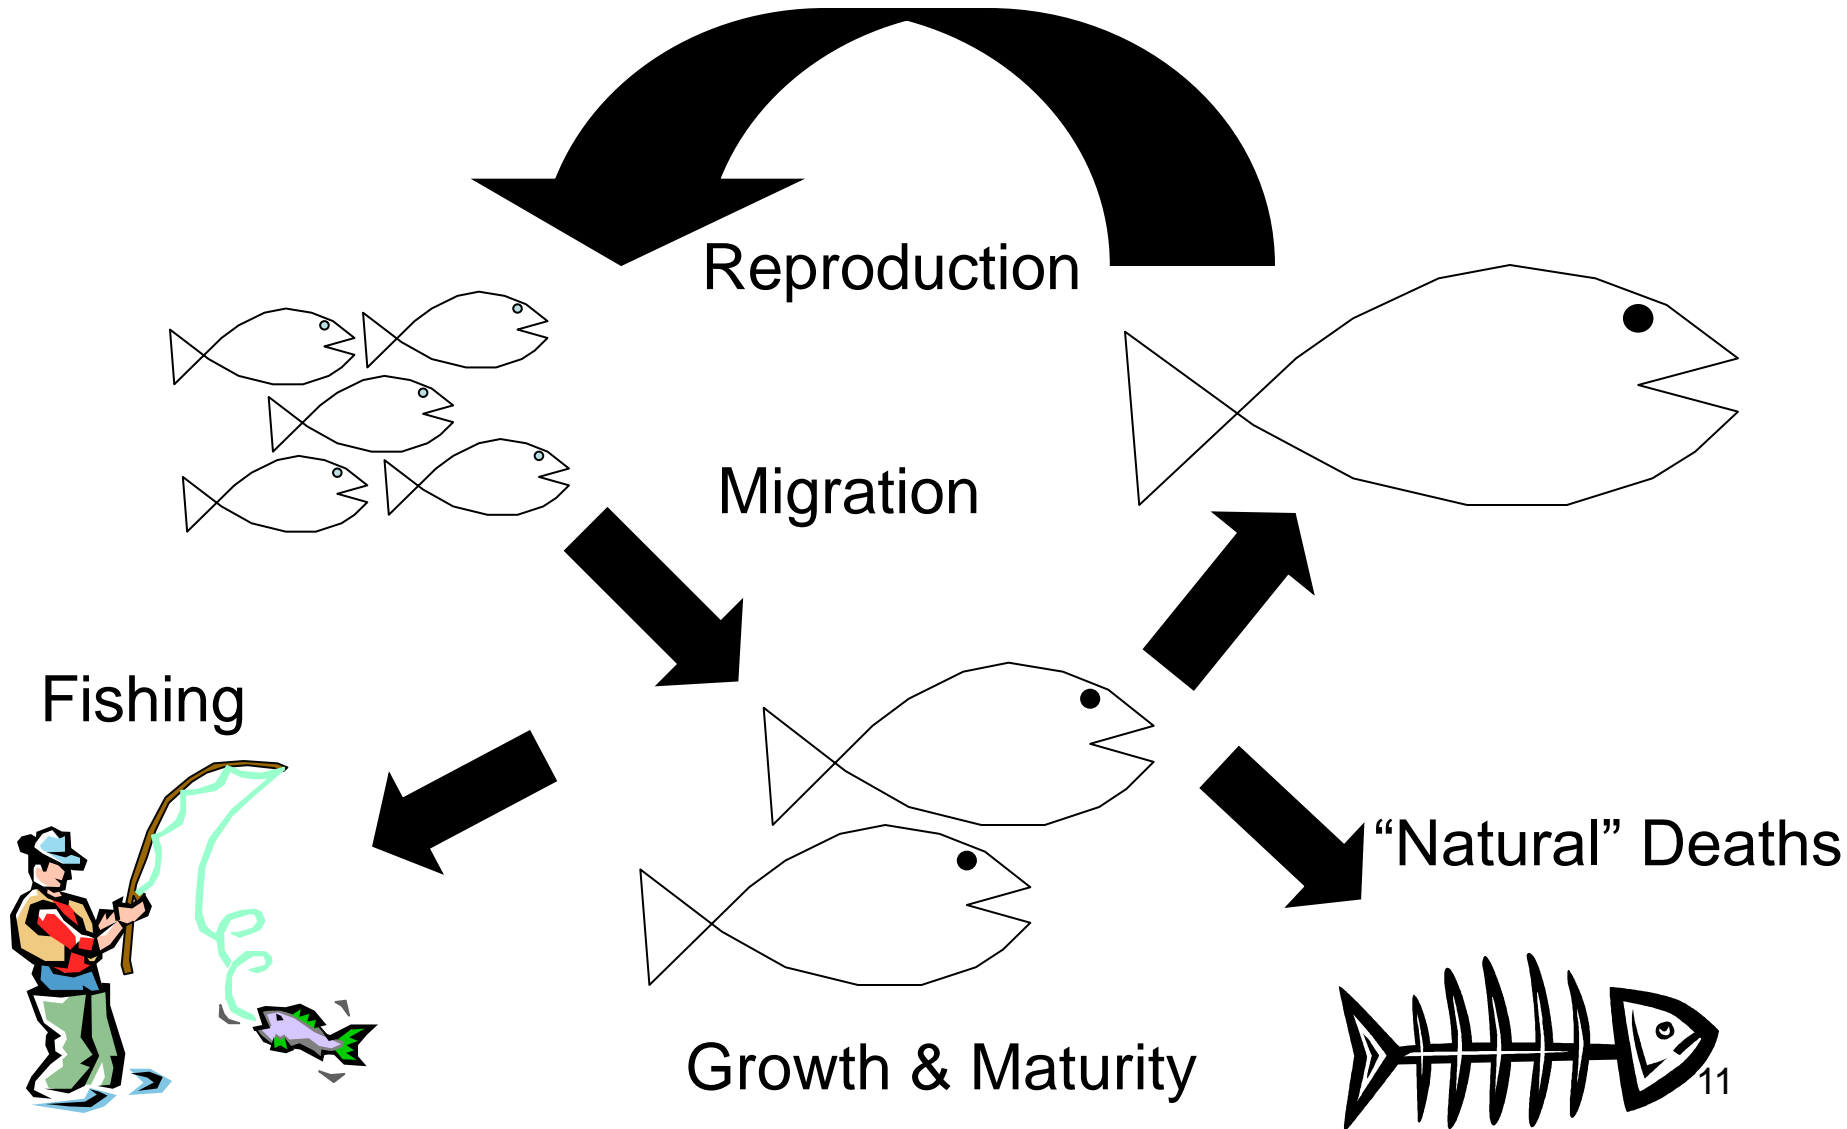 Reproduction
Migration
Fishing
“Natural” Deaths
Growth & Maturity
11